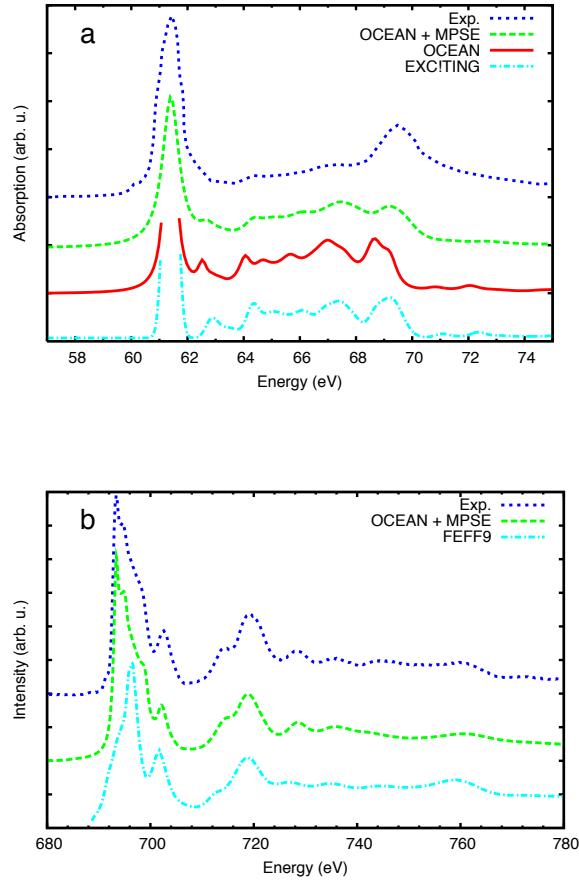 a
Exp.
OCEAN + MPSE
OCEAN
EXC!TING
Absorption (arb. u.)
58 60 62 64 66 68 70 72 74
Energy (eV)
b
Exp.
OCEAN + MPSE
FEFF9
Intensity (arb. u.)
680 700 720 740 760 780
Energy (eV)